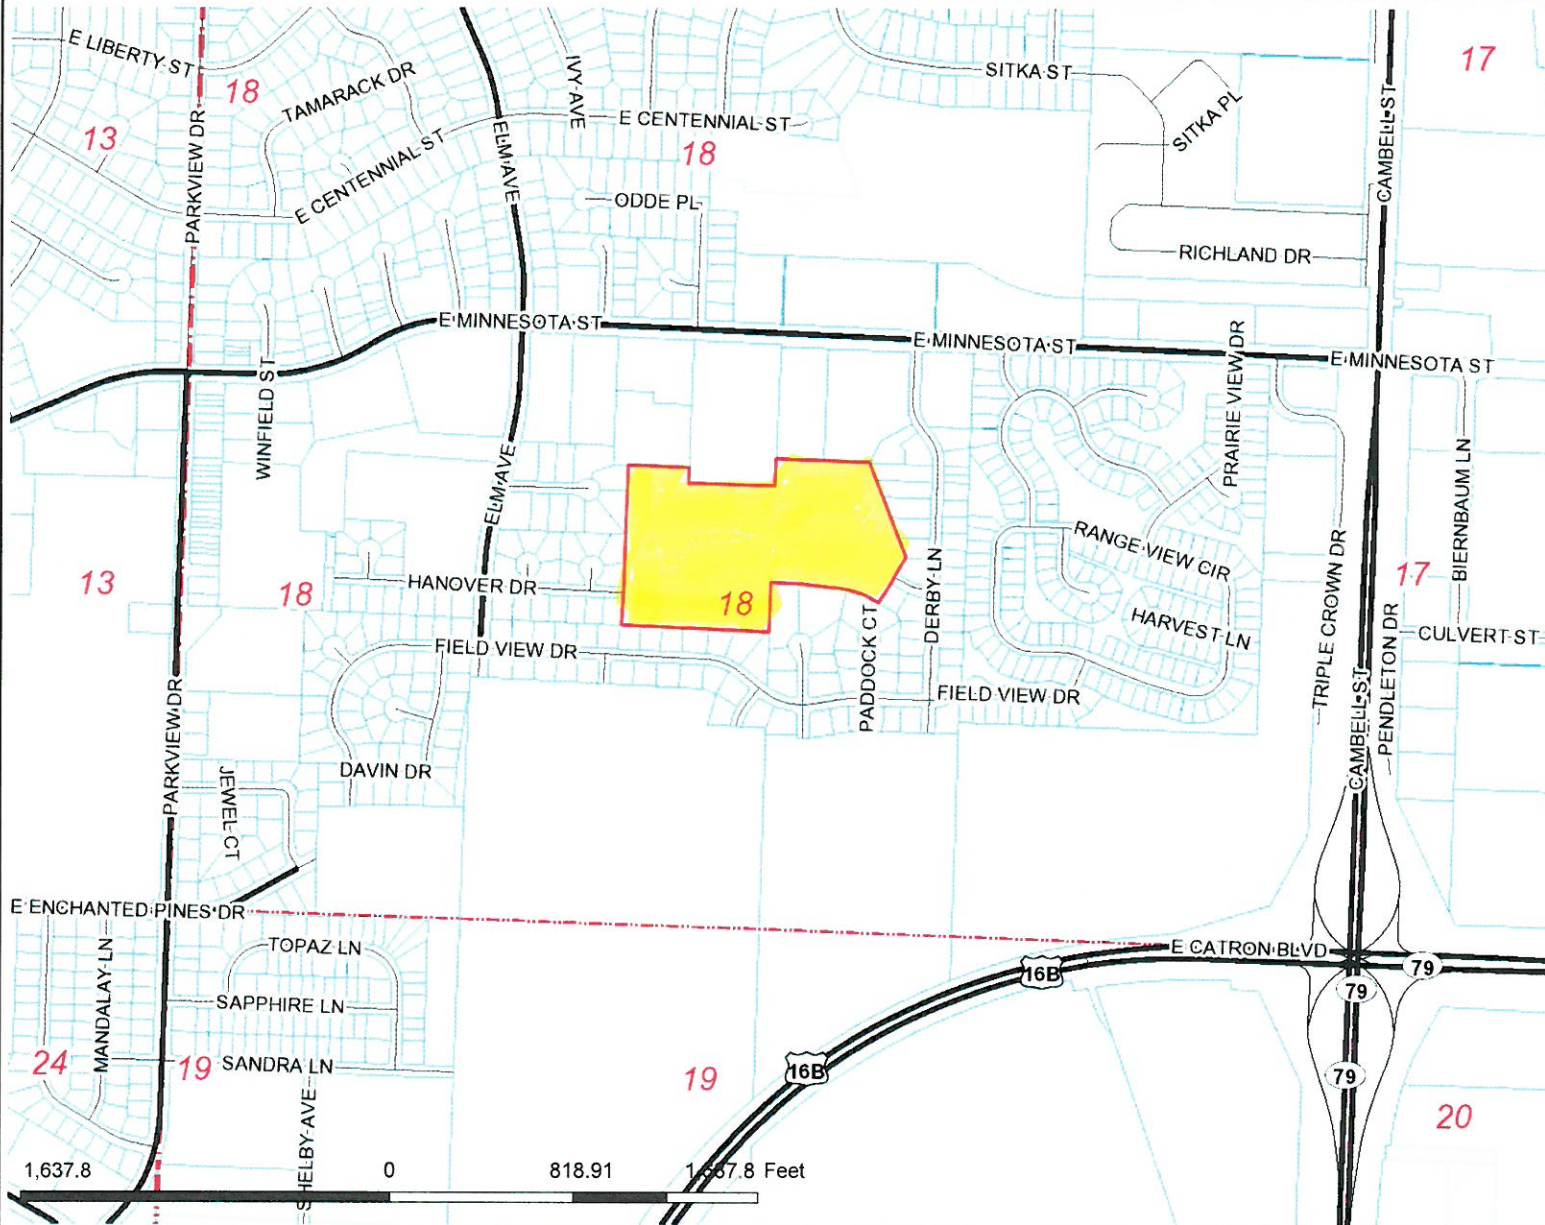 E LIBERTY ST
18
TAMARACK DR
13
PARKVIEW DR
E CENTENNIAL ST
ELM AVE
IVY AVE
E CENTENNIAL ST
18
ODDE PL
SITKA ST
SITKA PL
CAMBELL ST
17
RICHLAND DR
E MINNESOTA ST
E MINNESOTA ST
E MINNESOTA ST
WINFIELD ST
ELM AVE
PRAIRIE VIEW DR
BIERNBAUM LN
RANGE VIEW CIR
TRIPLE CROWN DR
17
13
18
HANOVER DR
18
DERBY LN
HARVEST LN
CULVERT ST
FIELD VIEW DR
PADDOCK CT
FIELD VIEW DR
PENDLETON DR
CAMBELL ST
PARKVIEW DR
JEWEL CT
DAVIN DR
E ENCHANTED PINES DR
MANDALAY LN
TOPAZ LN
E CATRON BLVD
16B
79
79
SAPPHIRE LN
24
19
SANDRA LN
19
16B
79
20
SHELBY AVE
1,637.8
0
818.91
1,637.8 Feet